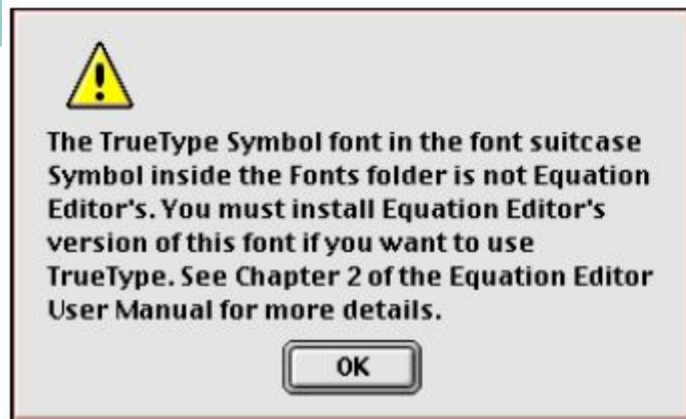 The TrueType Symbol font in the font suitcase
Symbol inside the Fonts folder is not Equation
Editor's. You must install Equation Editor's
version of this font if you want to use
TrueType. See Chapter 2 of the Equation Editor
User Manual for more details.
OK